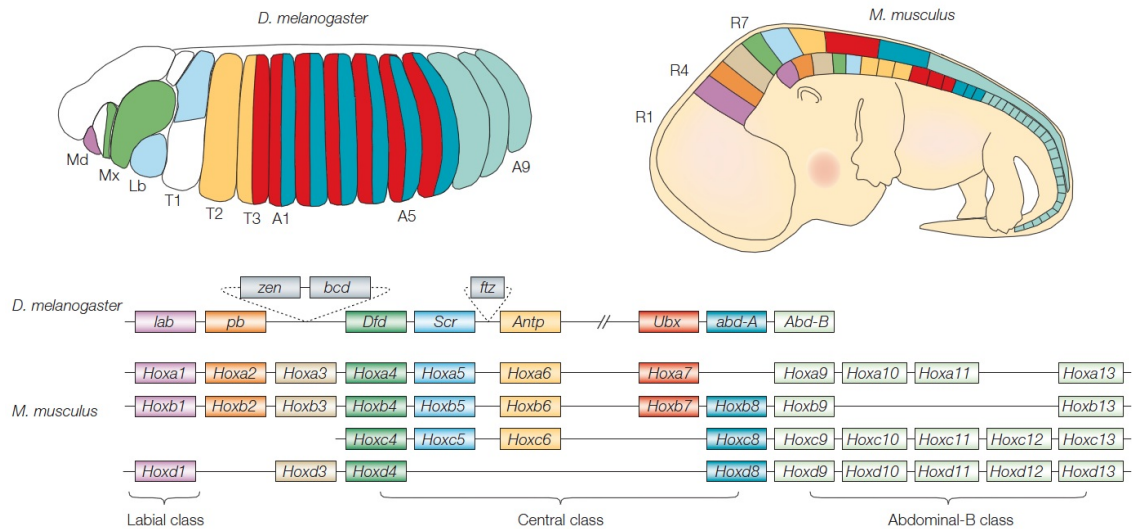 D. melanogaster
M. musculus
R7
R4
R1
Md
Mx
Lb
T1
T2
T3
A1
A5
A9
zen bcd ftz
D. melanogaster
lab pb Dfd Scr Antp // Ubx abd-A Abd-B
Hoxa1 Hoxa2 Hoxa3 Hoxa4 Hoxa5 Hoxa6 Hoxa7 Hoxa9 Hoxa10 Hoxa11 Hoxa13
M. musculus
Hoxb1 Hoxb2 Hoxb3 Hoxb4 Hoxb5 Hoxb6 Hoxb7 Hoxb8 Hoxb9 Hoxb13
Hoxc4 Hoxc5 Hoxc6 Hoxc8 Hoxc9 Hoxc10 Hoxc11 Hoxc12 Hoxc13
Hoxd1 Hoxd3 Hoxd4 Hoxd8 Hoxd9 Hoxd10 Hoxd11 Hoxd12 Hoxd13
Labial class Central class Abdominal-B class